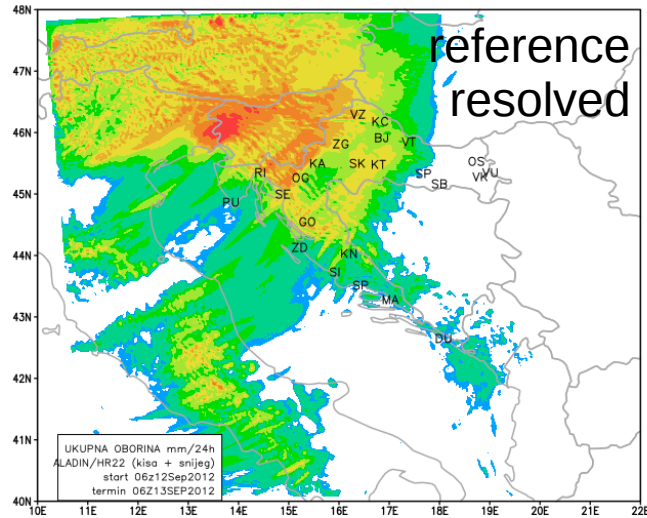 reference
resolved
48N
47N
46N
45N
44N
43N
42N
41N
40N
VZ
KC
BJ
VT
ZG
KA
SK
KT
OS
VU
VK
SP
SB
RI
OG
SE
PU
GO
ZD
KN
SI
SP
MA
DU
UKUPNA OBORINA mm/24h
ALADIN/HR22 (kisa + snijeg)
start 06z12Sep2012
termin 06Z13SEP2012
10E 11E 12E 13E 14E 15E 16E 17E 18E 19E 20E 21E 22E